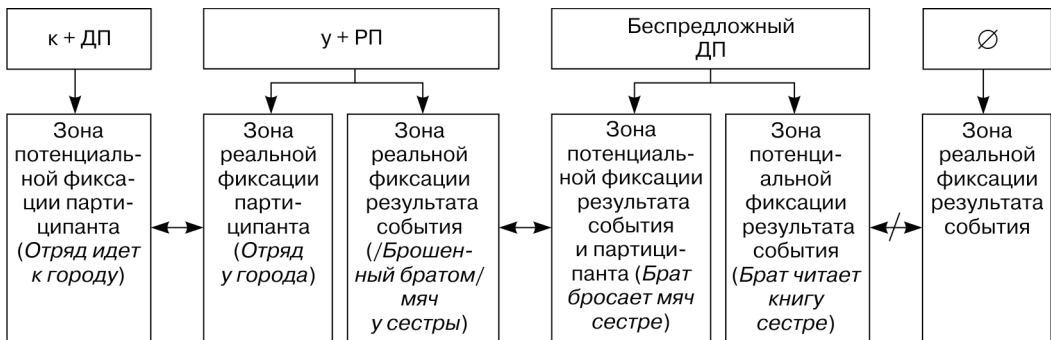 к + ДП
у + РП
Беспредложный
ДП
∅
Зона
потенциаль-
ной фикса-
ции парти-
ципанта
(Отряд идет
к городу)
Зона
реальной
фиксации
парти-
ципанта
(Отряд
у города)
Зона
реальной
фиксации
результата
события
(/Брошен-
ный братом/
мяч
у сестры)
Зона
потенциаль-
ной фиксации
результата
события
и партици-
панта (Брат
бросает мяч
сестре)
Зона
потенци-
альной
фиксации
результата
события
(Брат читает
книгу
сестре)
Зона
реальной
фиксации
результата
события